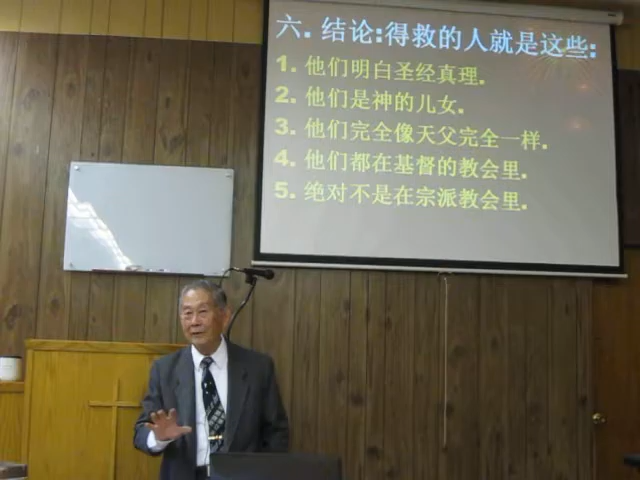 六. 结论:得救的人就是这些:
1. 他们明白圣经真理.
2. 他们是神的儿女.
3. 他们完全像天父完全一样.
4. 他们都在基督的教会里.
5. 绝对不是在宗派教会里.